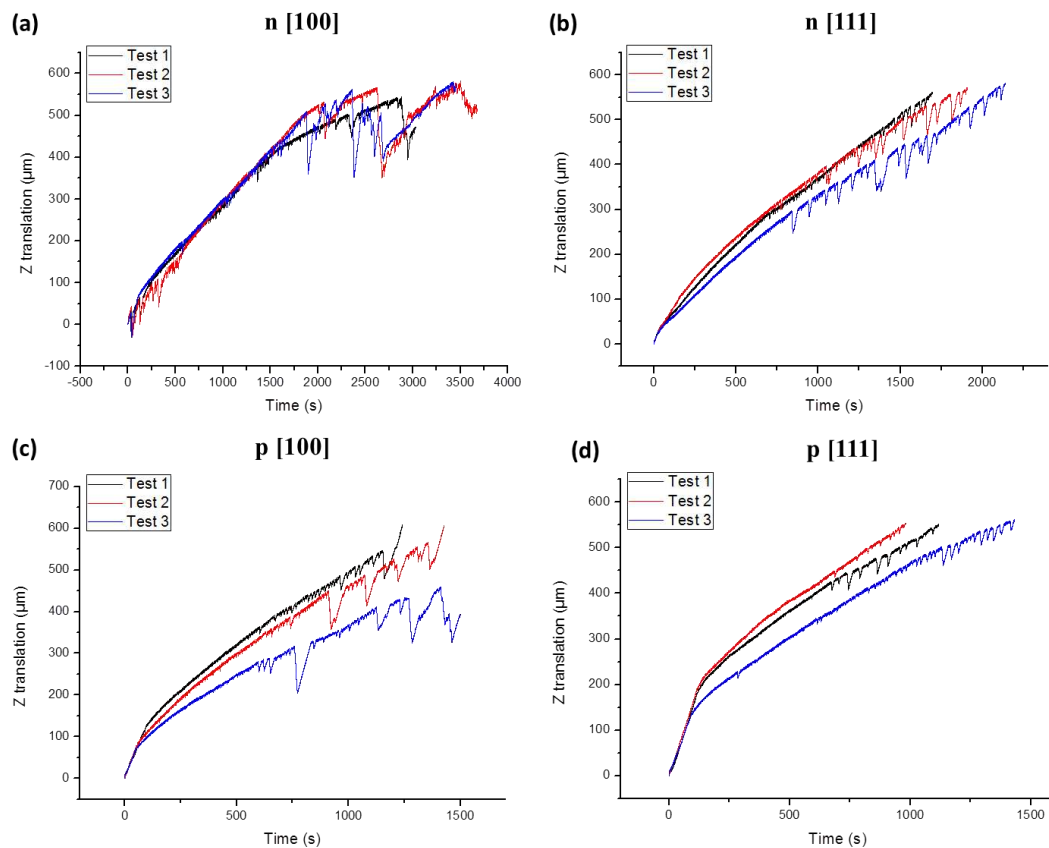 (a) n [100]
Test 1
Test 2
Test 3
600
500
400
300
200
100
0
-100
Z translation (µm)
-500 0 500 1000 1500 2000 2500 3000 3500 4000
Time (s)
(b) n [111]
Test 1
Test 2
Test 3
600
500
400
300
200
100
0
Z translation (µm)
0 500 1000 1500 2000
Time (s)
(c) p [100]
Test 1
Test 2
Test 3
700
600
500
400
300
200
100
0
Z translation (µm)
0 500 1000 1500
Time (s)
(d) p [111]
Test 1
Test 2
Test 3
600
500
400
300
200
100
0
Z translation (µm)
0 500 1000 1500
Time (s)